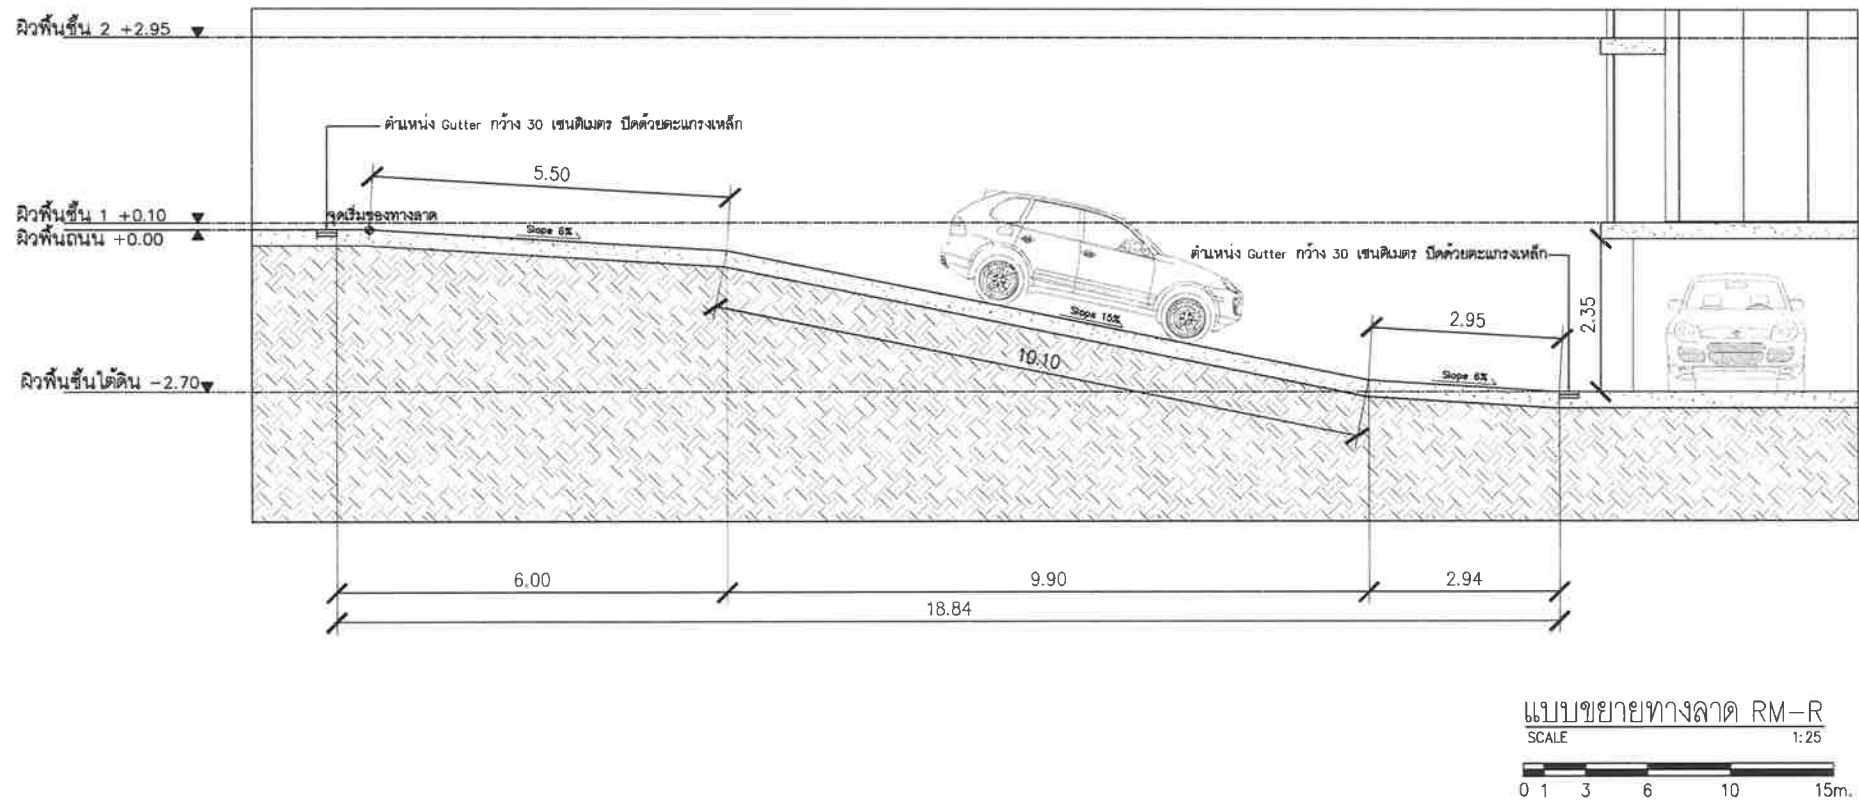 ผิวพื้นชั้น 2 +2.95
ตำแหน่ง Gutter กว้าง 30 เซนติเมตร ปิดด้วยตะแกรงเหล็ก
5.50
ผิวพื้นชั้น 1 +0.10
จุดเริ่มของทางลาด
Slope 6%
ผิวพื้นถนน +0.00
ตำแหน่ง Gutter กว้าง 30 เซนติเมตร ปิดด้วยตะแกรงเหล็ก
Slope 15%
2.95
2.35
10.10
Slope 6%
ผิวพื้นชั้นใต้ดิน -2.70
6.00
9.90
2.94
18.84
แบบขยายทางลาด RM-R
SCALE 1:25
0 1 3 6 10 15m.